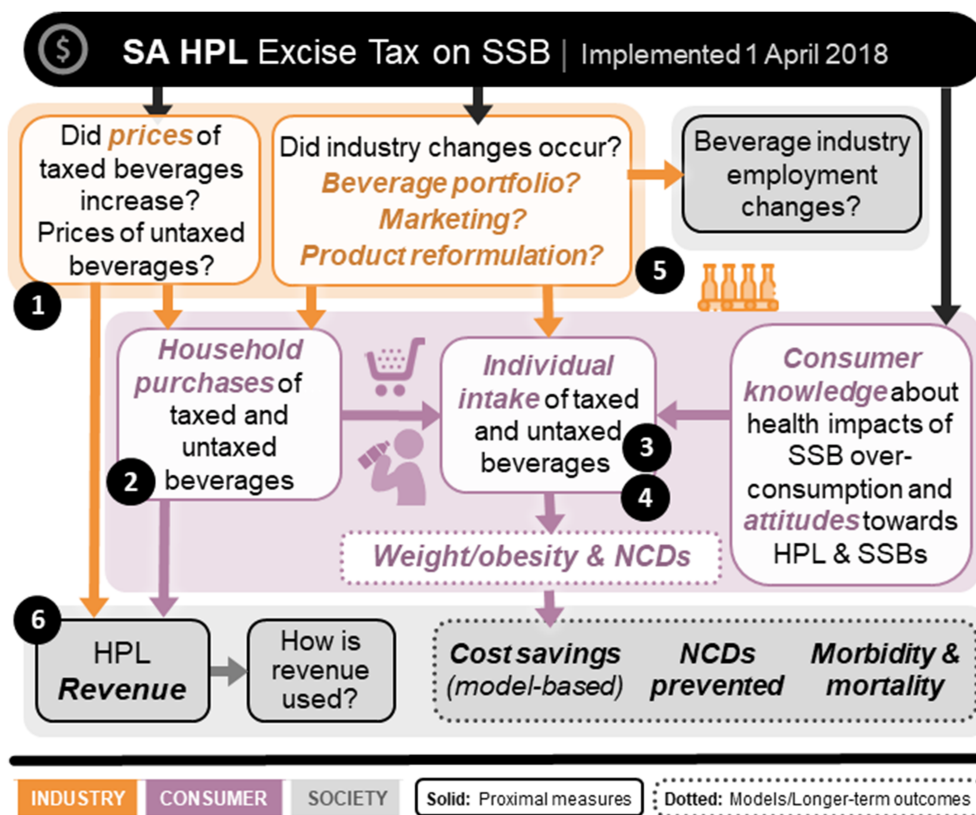 $ SA HPL Excise Tax on SSB | Implemented 1 April 2018
Did prices of
taxed beverages
increase?
Prices of untaxed
beverages?
1
Did industry changes occur?
Beverage portfolio?
Marketing?
Product reformulation?
5
Beverage industry
employment
changes?
Household
purchases of
taxed and
untaxed
beverages
2
Individual
intake of taxed
and untaxed
beverages
3
4
Consumer
knowledge about
health impacts of
SSB over-
consumption and
attitudes towards
HPL & SSBs
Weight/obesity & NCDs
6
HPL
Revenue
How is
revenue
used?
Cost savings
(model-based)
NCDs
prevented
Morbidity &
mortality
INDUSTRY
CONSUMER
SOCIETY
Solid: Proximal measures
Dotted: Models/Longer-term outcomes